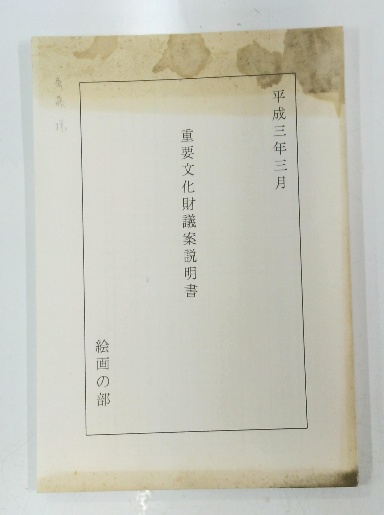 平成三年三月
重要文化財議案説明書
絵画の部